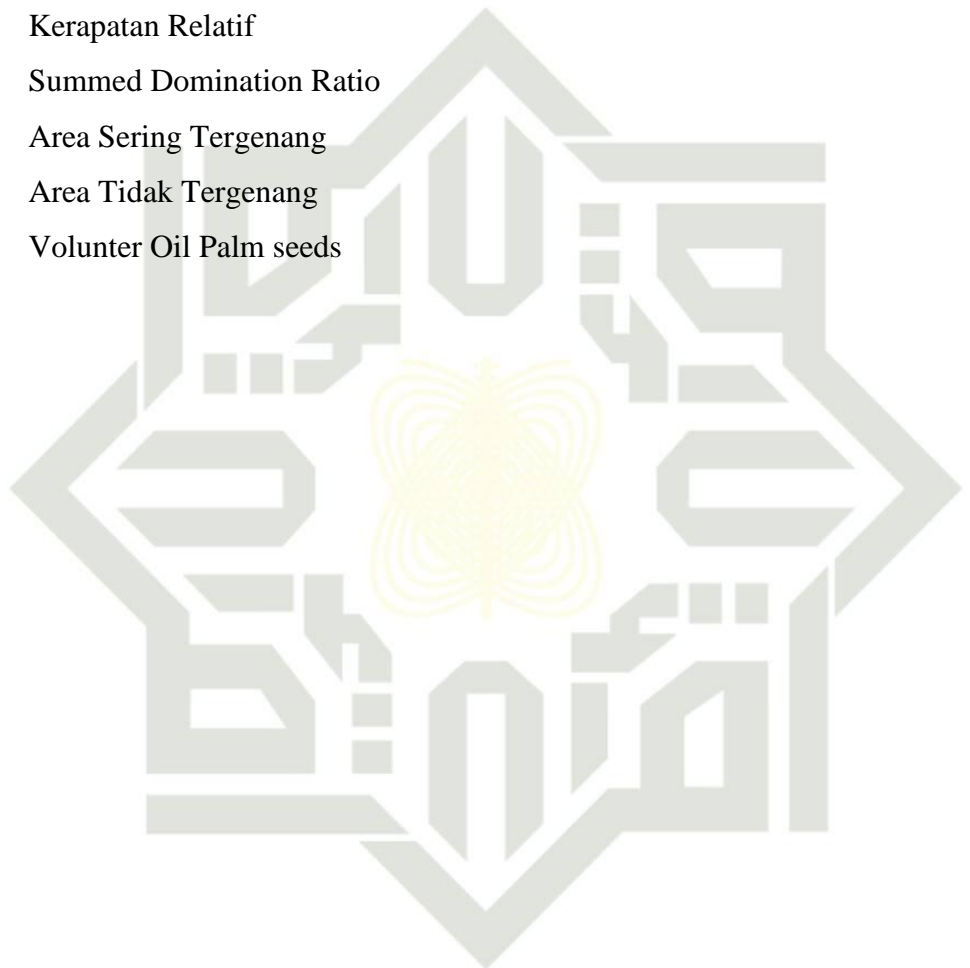 Kerapatan Relatif
Summed Domination Ratio
Area Sering Tergenang
Area Tidak Tergenang
Volunter Oil Palm seeds